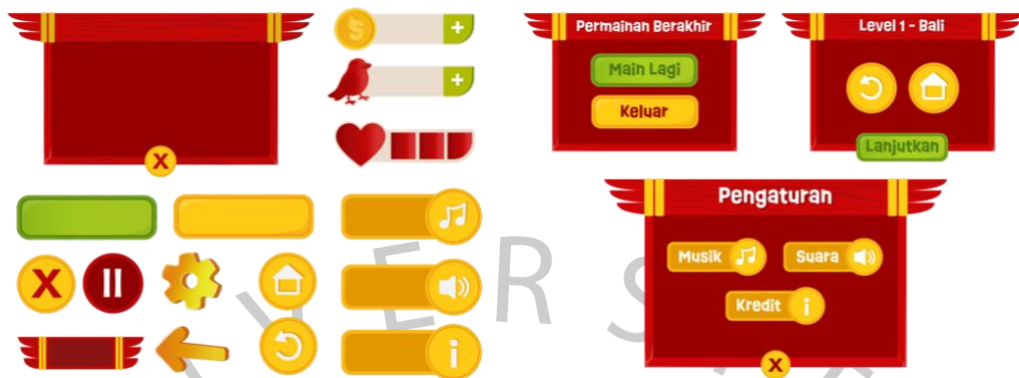 $
+
+
X
X
Permainan Berakhir
Main Lagi
Keluar
Level 1 - Bali
Lanjutkan
Pengaturan
Musik
Suara
Kredit
i
X
i
V E R S